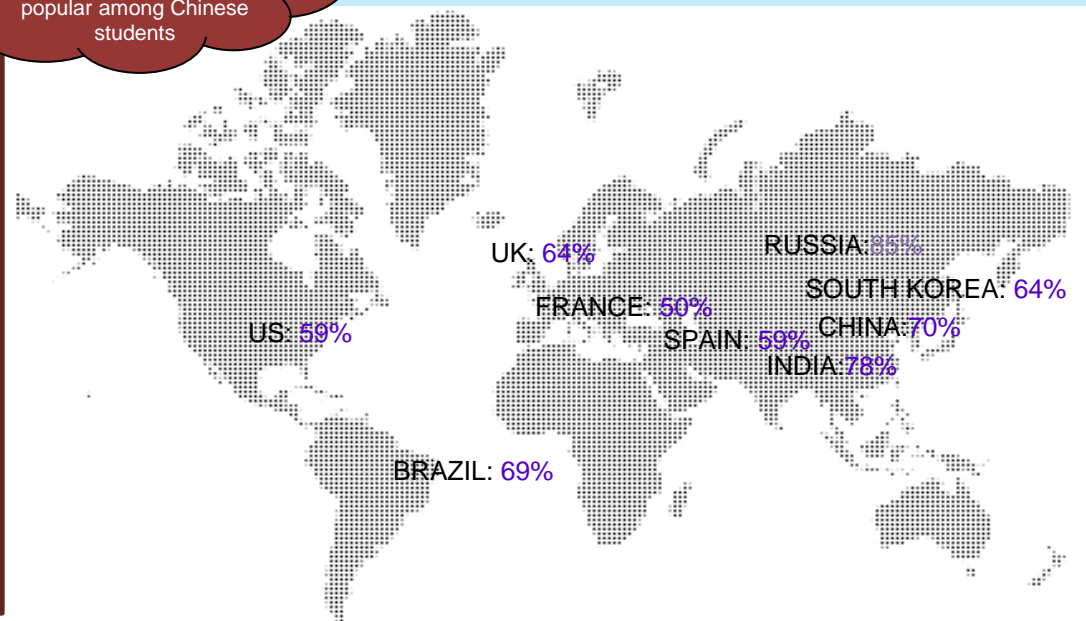 popular among Chinese
students
UK: 64%
RUSSIA:85%
SOUTH KOREA: 64%
FRANCE: 50%
US: 59%
SPAIN: 59%
CHINA:70%
INDIA:78%
BRAZIL: 69%